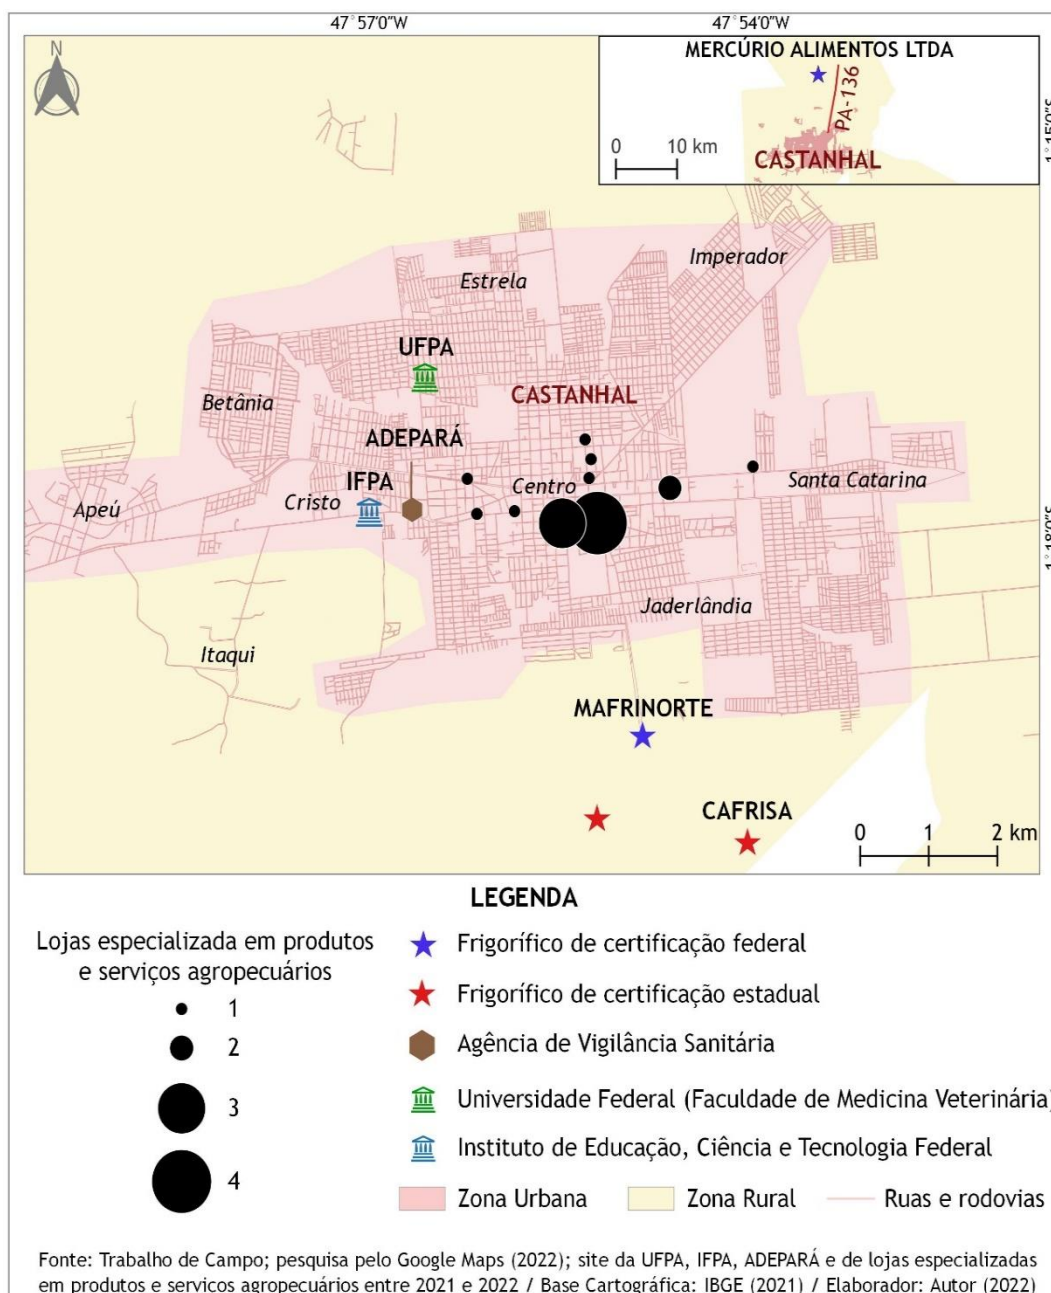 47°57'0"W
47°54'0"W
N
MERCÚRIO ALIMENTOS LTDA
PA-136
0 10 km
CASTANHAL
1°15'0"S
Imperador
Estrela
UFPA
CASTANHAL
Betânia
ADEPARÁ
IFPA
Centro
Santa Catarina
Cristo
Apeú
1°18'0"S
Jaderlândia
Itaqui
MAFRINORTE
CAFRISA
0 1 2 km
LEGENDA
Lojas especializada em produtos
e serviços agropecuários
1
2
3
4
Frigorífico de certificação federal
Frigorífico de certificação estadual
Agência de Vigilância Sanitária
Universidade Federal (Faculdade de Medicina Veterinária)
Instituto de Educação, Ciência e Tecnologia Federal
Zona Urbana Zona Rural Ruas e rodovias
Fonte: Trabalho de Campo; pesquisa pelo Google Maps (2022); site da UFPA, IFPA, ADEPARÁ e de lojas especializadas
em produtos e serviços agropecuários entre 2021 e 2022 / Base Cartográfica: IBGE (2021) / Elaborador: Autor (2022)